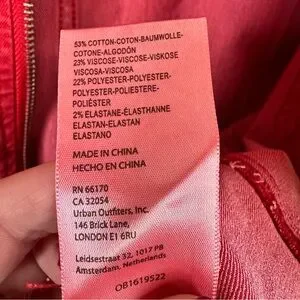 53% COTTON-COTON-BAUMWOLLE-
COTONE-ALGODÓN
23% VISCOSE-VISCOSE-VISKOSE
VISCOSA-VISCOSA
22% POLYESTER-POLYESTER-
POLYESTER-POLIESTERE-
POLIÉSTER
2% ELASTANE-ÉLASTHANNE
ELASTAN-ELASTAN
ELASTANO
MADE IN CHINA
HECHO EN CHINA
RN 66170
CA 32054
Urban Outfitters, Inc.
146 Brick Lane,
LONDON E1 6RU
Leidsestraat 32, 1017 PB
Amsterdam, Netherlands
OB1619522